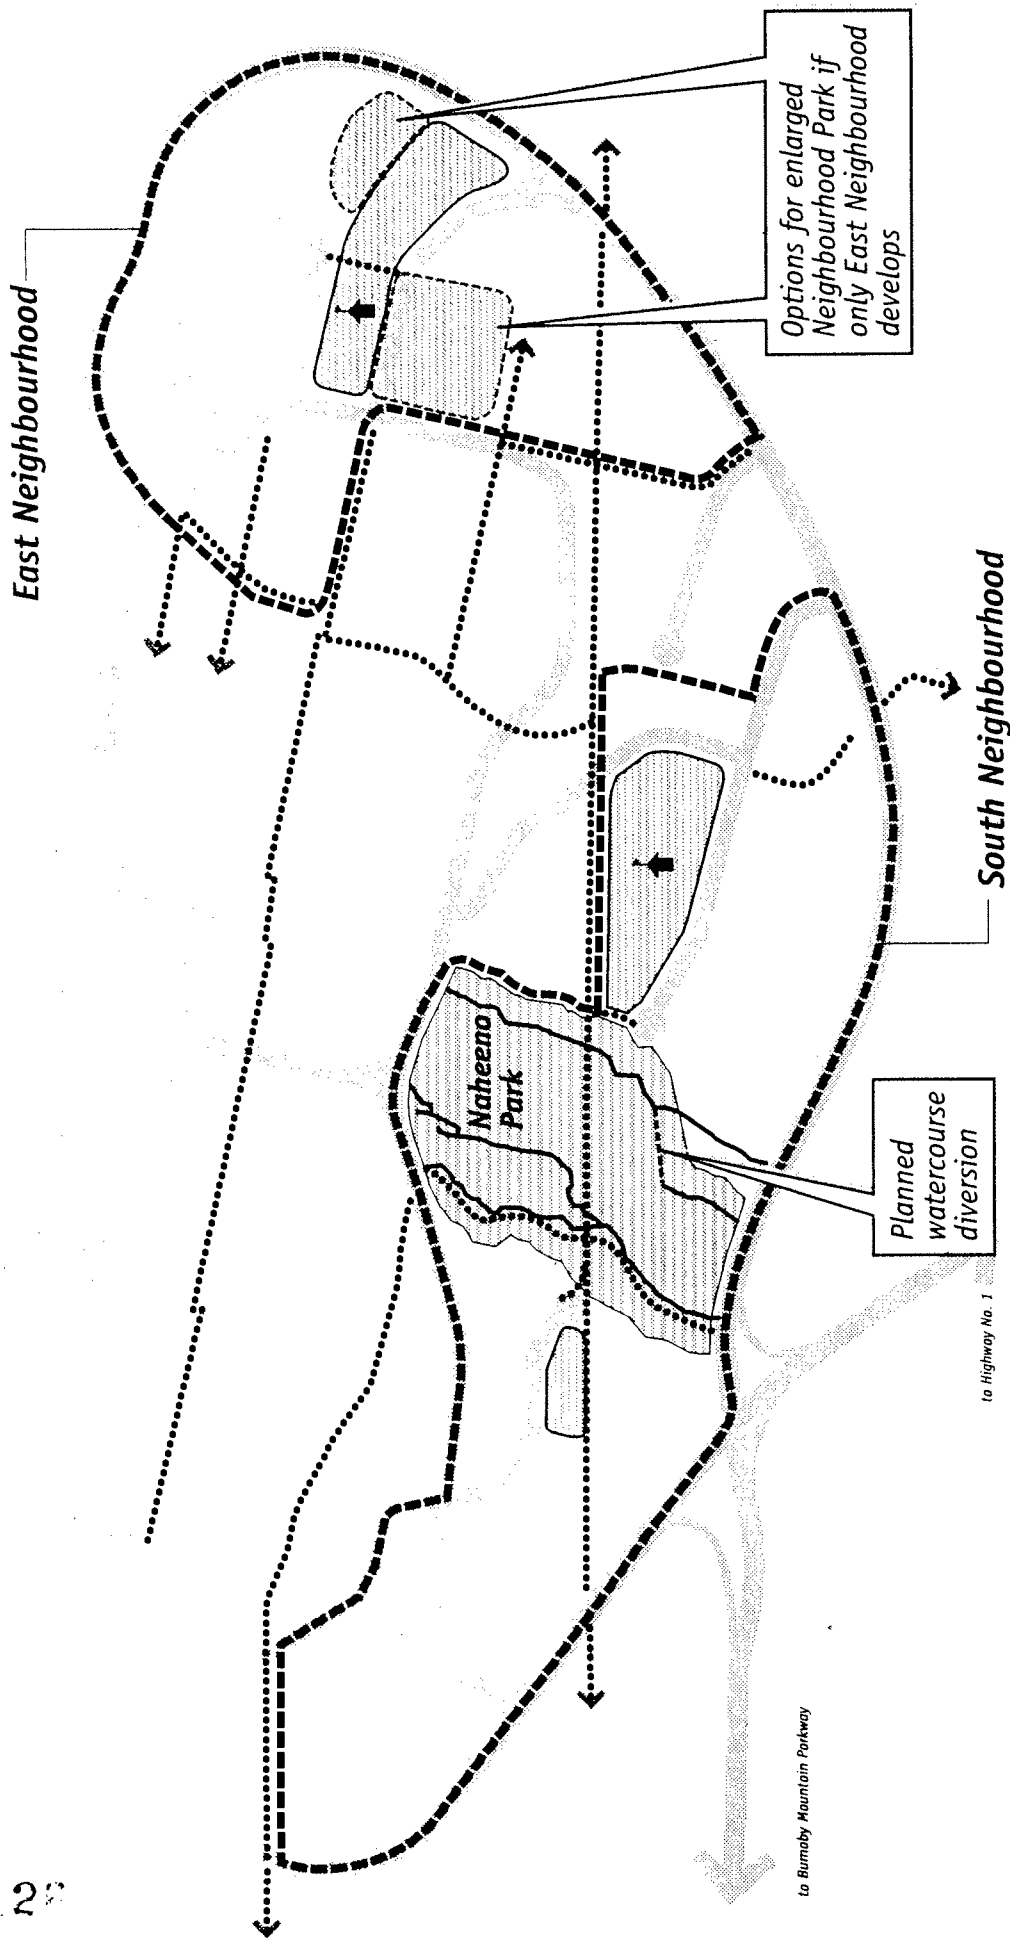 East Neighbourhood
Options for enlarged
Neighbourhood Park if
only East Neighbourhood
develops
South Neighbourhood
Naheeno
Park
Planned
watercourse
diversion
to Highway No. 1
to Burnaby Mountain Parkway